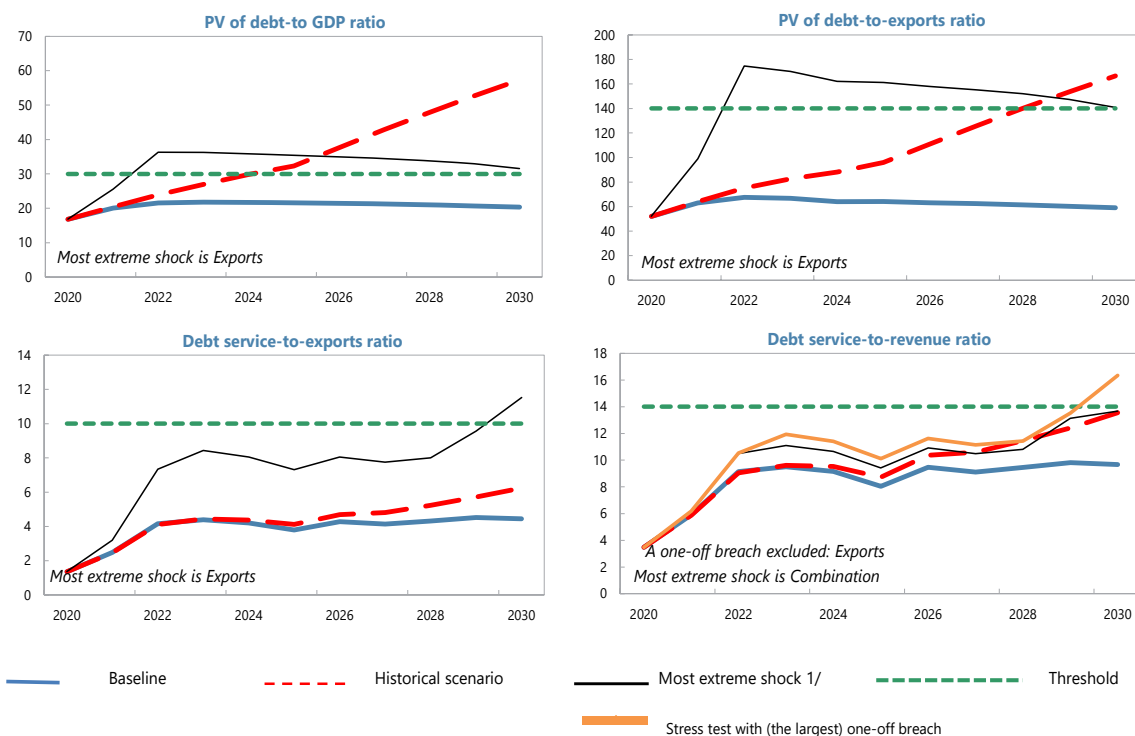 PV of debt-to GDP ratio
70
60
50
40
30
20
10
0
Most extreme shock is Exports
2020 2022 2024 2026 2028 2030
PV of debt-to-exports ratio
200
180
160
140
120
100
80
60
40
20
0
Most extreme shock is Exports
2020 2022 2024 2026 2028 2030
Debt service-to-exports ratio
14
12
10
8
6
4
2
0
Most extreme shock is Exports
2020 2022 2024 2026 2028 2030
Debt service-to-revenue ratio
18
16
14
12
10
8
6
4
2
0
A one-off breach excluded: Exports
Most extreme shock is Combination
2020 2022 2024 2026 2028 2030
Baseline Historical scenario Most extreme shock 1/ Threshold
Stress test with (the largest) one-off breach